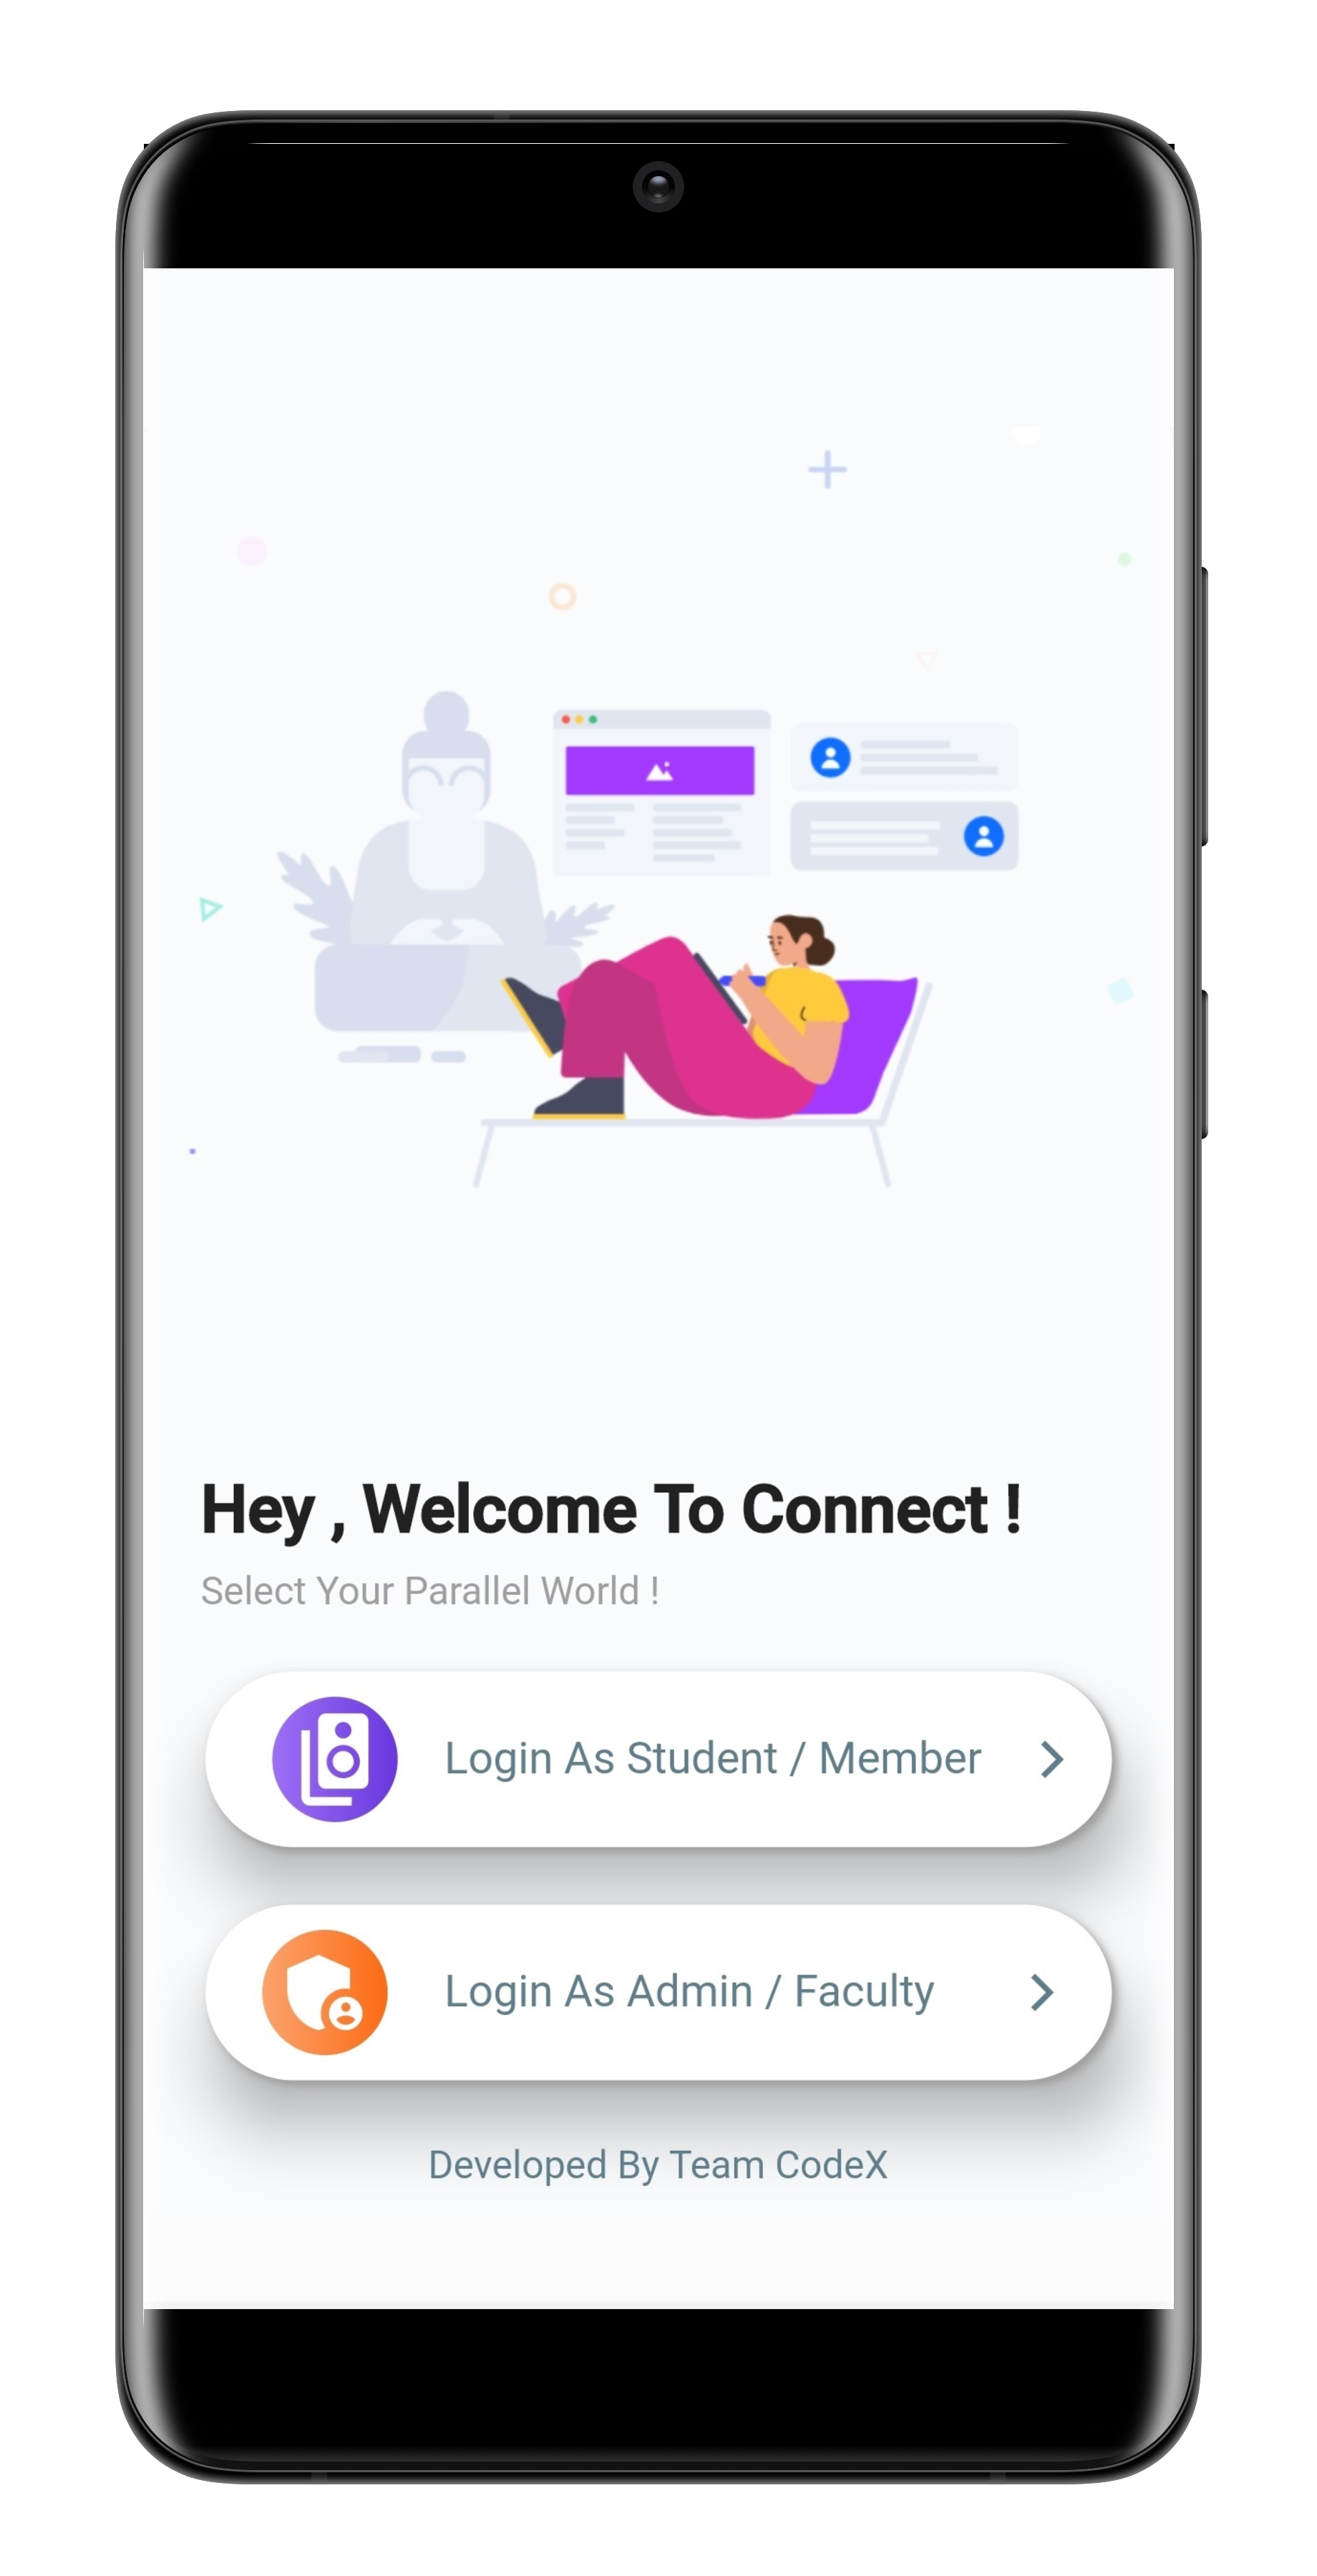 Hey , Welcome To Connect !
Select Your Parallel World !
Login As Student / Member
Login As Admin / Faculty
Developed By Team CodeX